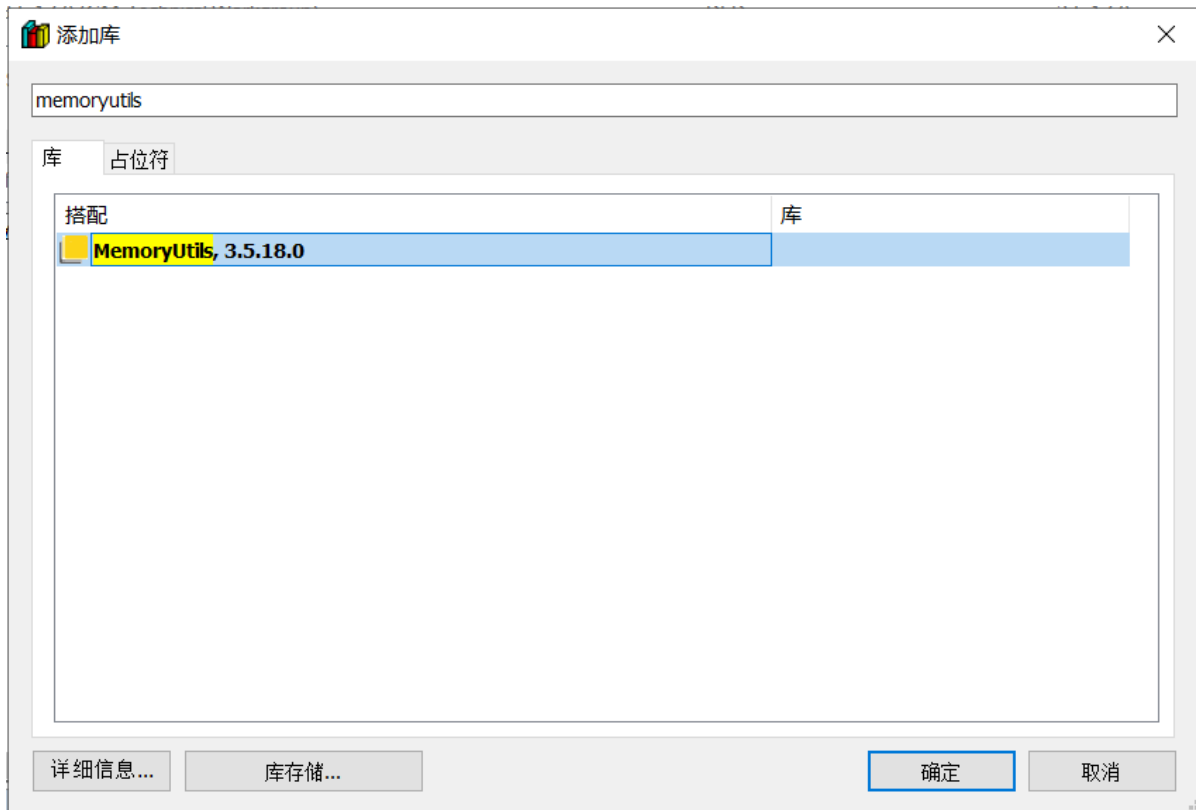 添加库
memoryutils
库 占位符
搭配 库
MemoryUtils, 3.5.18.0
详细信息... 库存储... 确定 取消